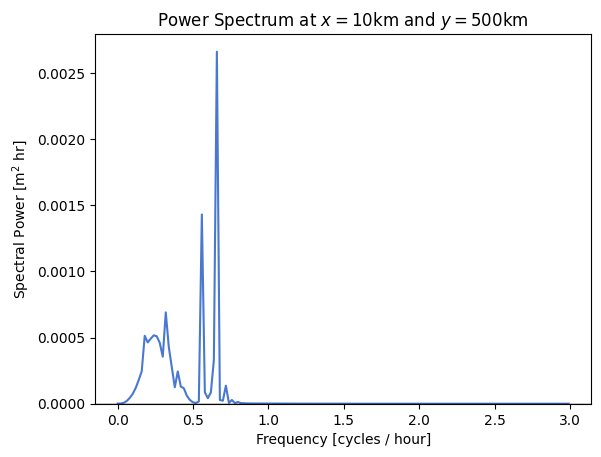 Power Spectrum at x = 10km and y = 500km
0.0025
0.0020
0.0015
0.0010
0.0005
0.0000
Spectral Power [m² hr]
0.0 0.5 1.0 1.5 2.0 2.5 3.0
Frequency [cycles / hour]